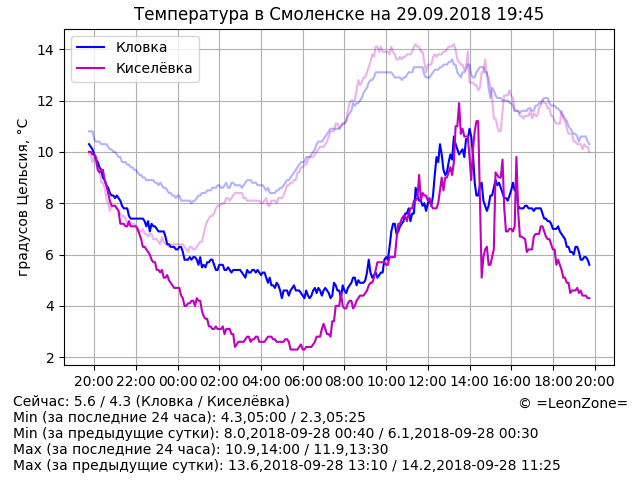 Температура в Смоленске на 29.09.2018 19:45
Кловка
Киселёвка
градусов Цельсия, °C
14
12
10
8
6
4
2
20:00 22:00 00:00 02:00 04:00 06:00 08:00 10:00 12:00 14:00 16:00 18:00 20:00
Сейчас: 5.6 / 4.3 (Кловка / Киселёвка)
© =LeonZone=
Min (за последние 24 часа): 4.3,05:00 / 2.3,05:25
Min (за предыдущие сутки): 8.0,2018-09-28 00:40 / 6.1,2018-09-28 00:30
Max (за последние 24 часа): 10.9,14:00 / 11.9,13:30
Max (за предыдущие сутки): 13.6,2018-09-28 13:10 / 14.2,2018-09-28 11:25